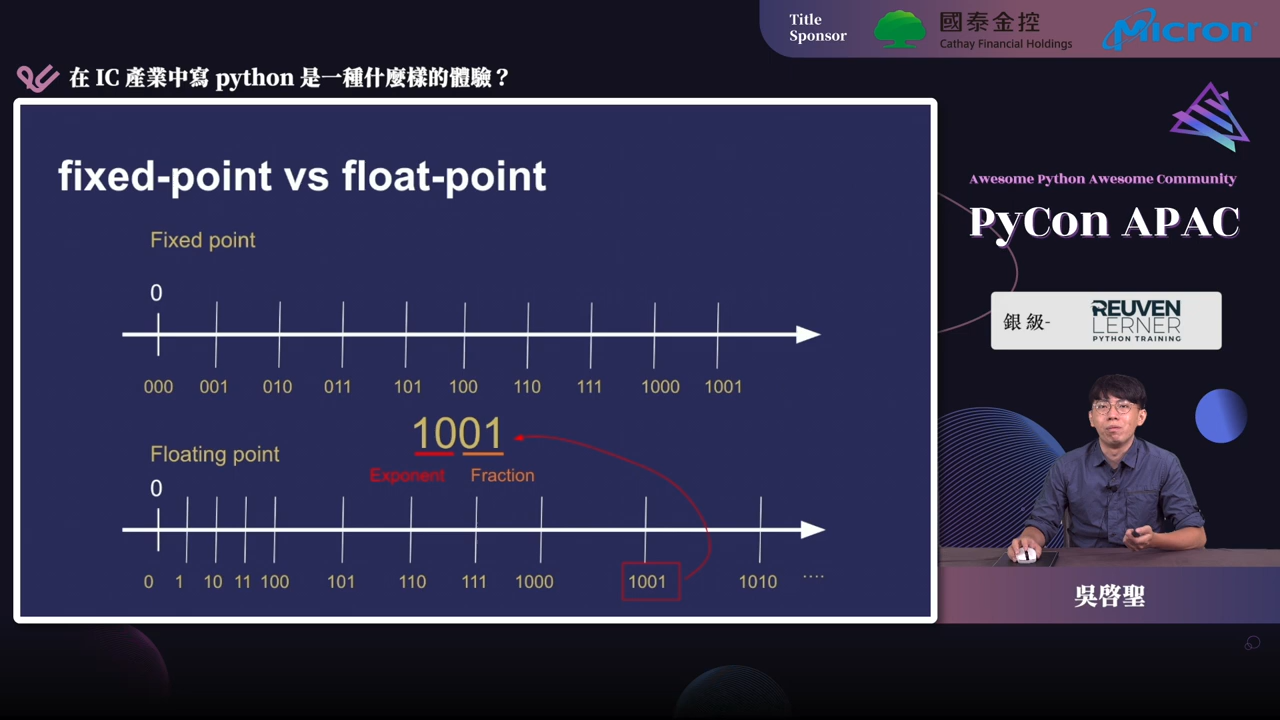 Title
Sponsor
國泰金控
Cathay Financial Holdings
Micron
在 IC 產業中寫 python 是一種什麼樣的體驗？
fixed-point vs float-point
Fixed point
0
000 001 010 011 101 100 110 111 1000 1001
1001
Exponent Fraction
Floating point
0
0 1 10 11 100 101 110 111 1000 1001 1010 ....
Awesome Python Awesome Community
PyCon APAC
銀級-
REUVEN
LERNER
PYTHON TRAINING
吳啓聖